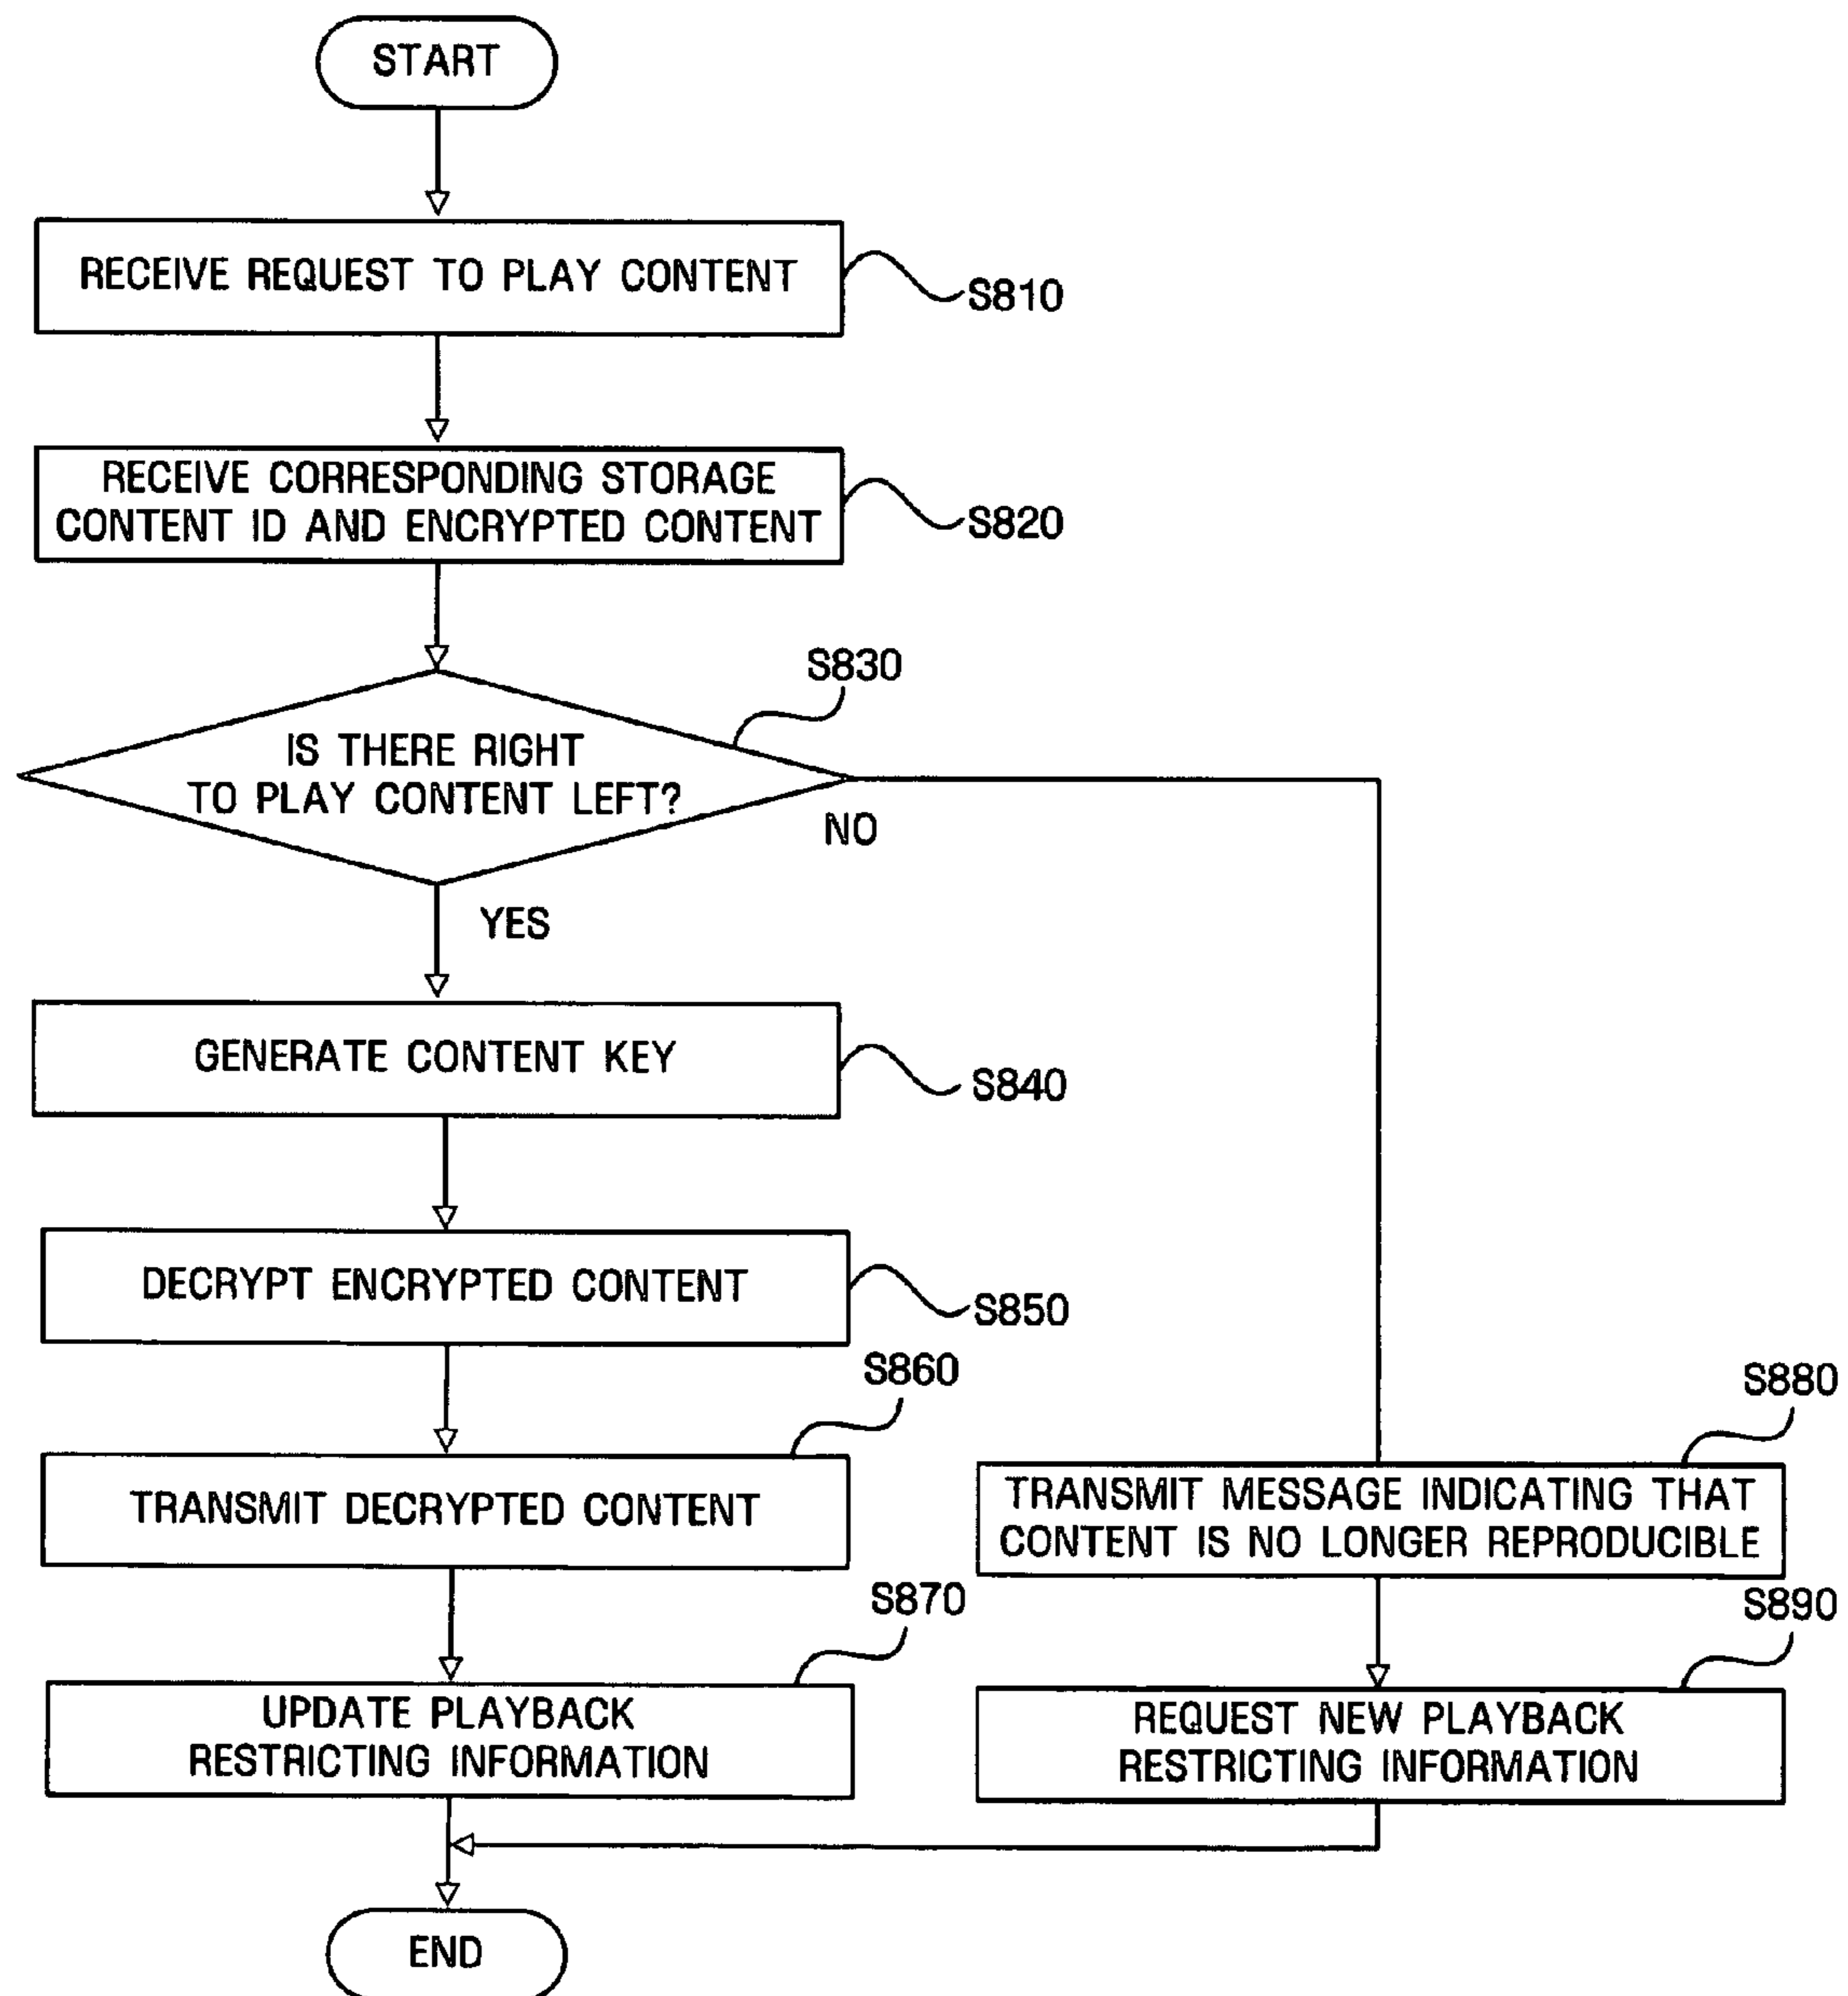 START
RECEIVE REQUEST TO PLAY CONTENT
S810
RECEIVE CORRESPONDING STORAGE
CONTENT ID AND ENCRYPTED CONTENT
S820
S830
IS THERE RIGHT
TO PLAY CONTENT LEFT?
NO
YES
GENERATE CONTENT KEY
S840
DECRYPT ENCRYPTED CONTENT
S850
S860
TRANSMIT DECRYPTED CONTENT
S880
TRANSMIT MESSAGE INDICATING THAT
CONTENT IS NO LONGER REPRODUCIBLE
S870
UPDATE PLAYBACK
RESTRICTING INFORMATION
S890
REQUEST NEW PLAYBACK
RESTRICTING INFORMATION
END